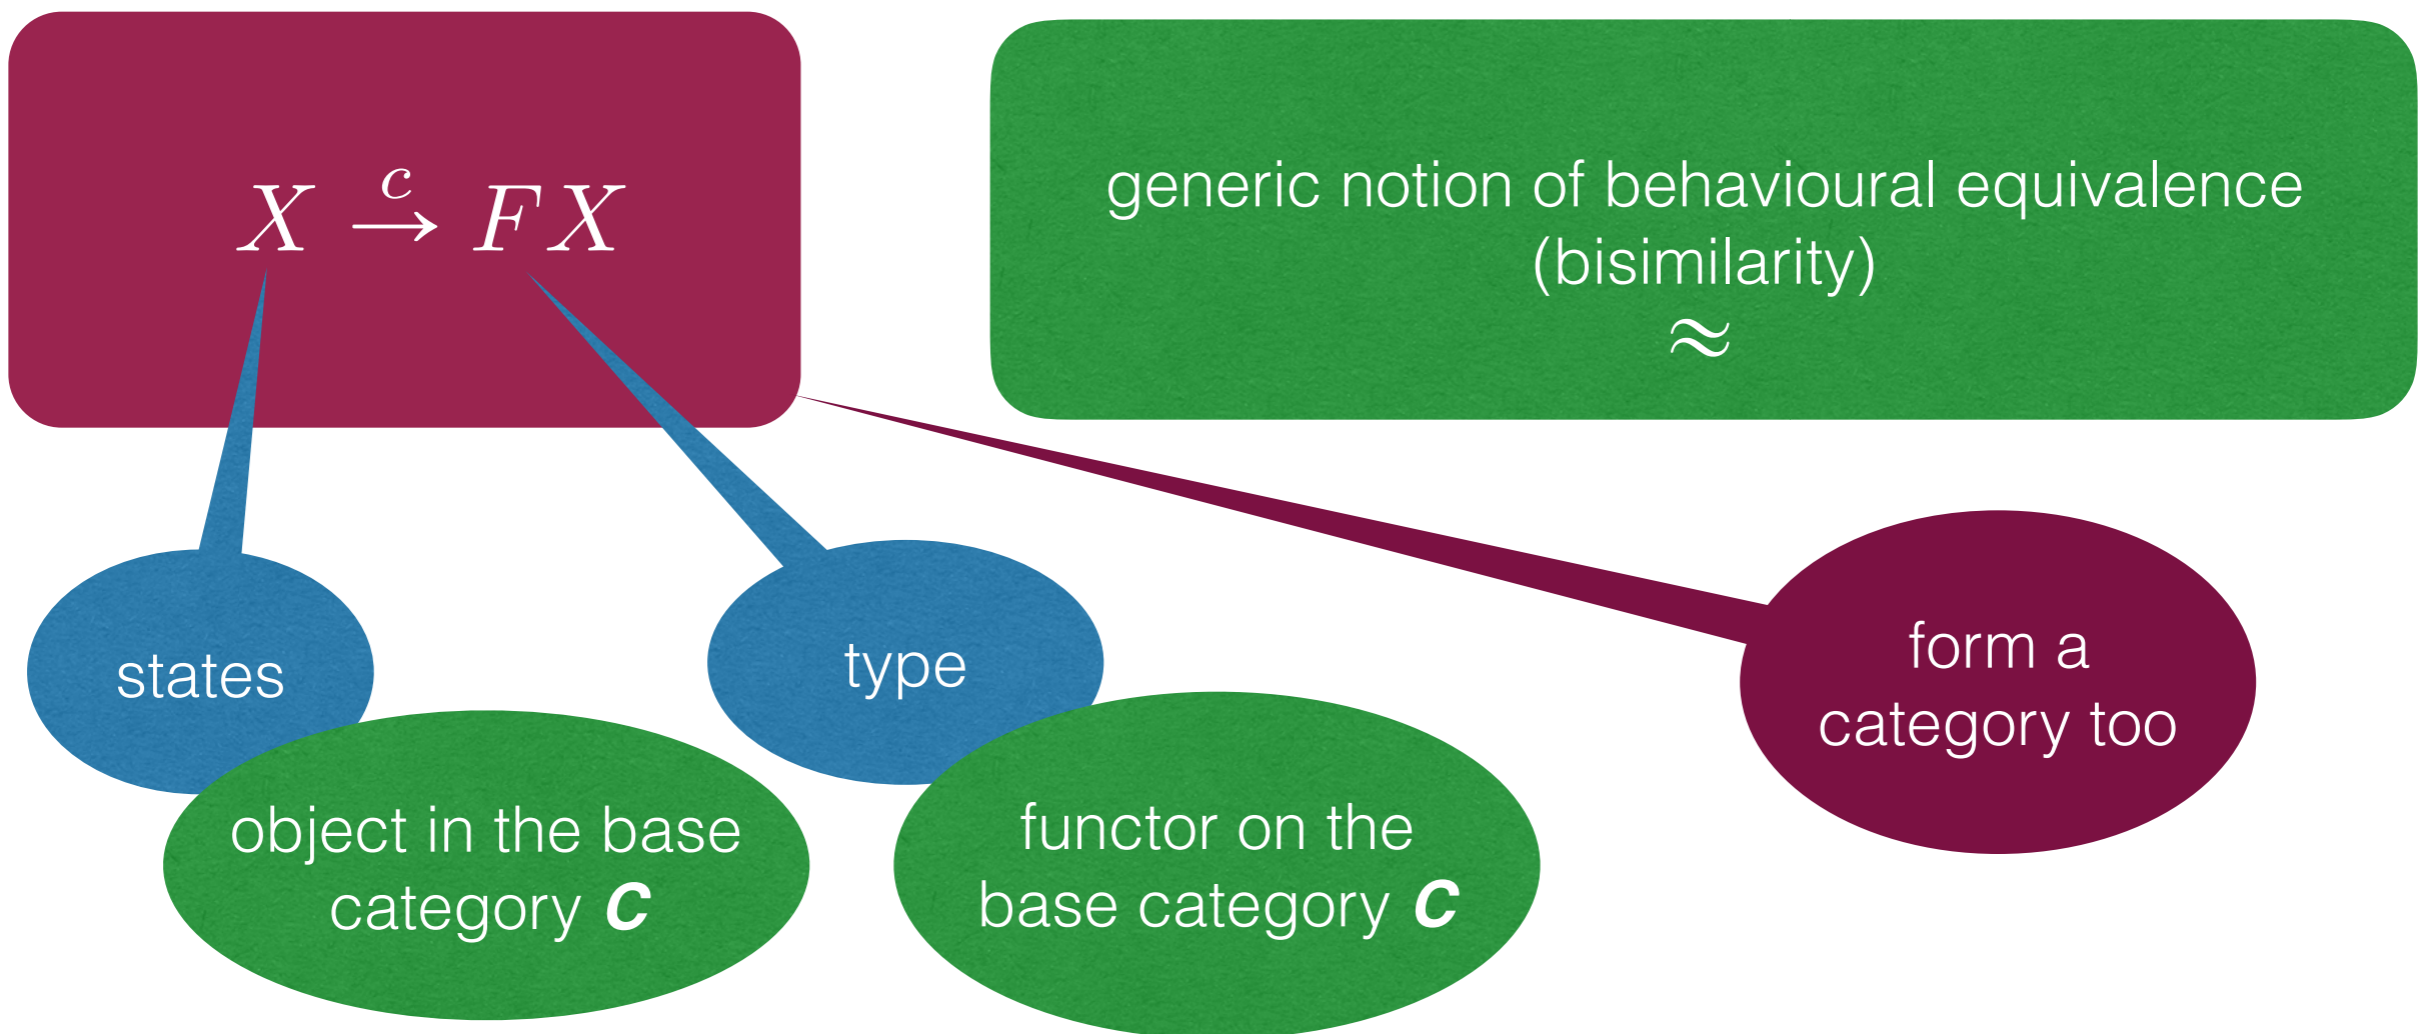 X →^c FX
generic notion of behavioural equivalence
(bisimilarity)
≈
states
type
form a
category too
object in the base
category C
functor on the
base category C